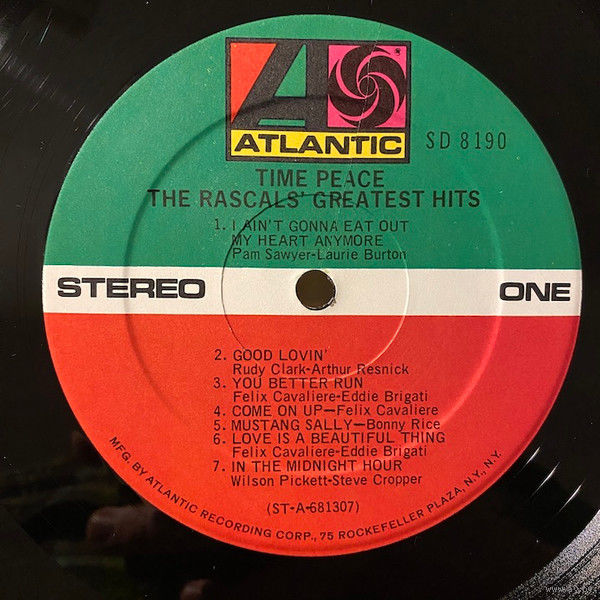 ATLANTIC
SD 8190
TIME PEACE
THE RASCALS' GREATEST HITS
1. I AIN'T GONNA EAT OUT
MY HEART ANYMORE
Pam Sawyer-Laurie Burton
STEREO
ONE
2. GOOD LOVIN'
Rudy Clark-Arthur Resnick
3. YOU BETTER RUN
Felix Cavaliere-Eddie Brigati
4. COME ON UP—Felix Cavaliere
5. MUSTANG SALLY—Bonny Rice
6. LOVE IS A BEAUTIFUL THING
Felix Cavaliere-Eddie Brigati
7. IN THE MIDNIGHT HOUR
Wilson Pickett-Steve Cropper
(ST-A-681307)
MFG. BY ATLANTIC RECORDING CORP., 75 ROCKEFELLER PLAZA, N.Y., N.Y.